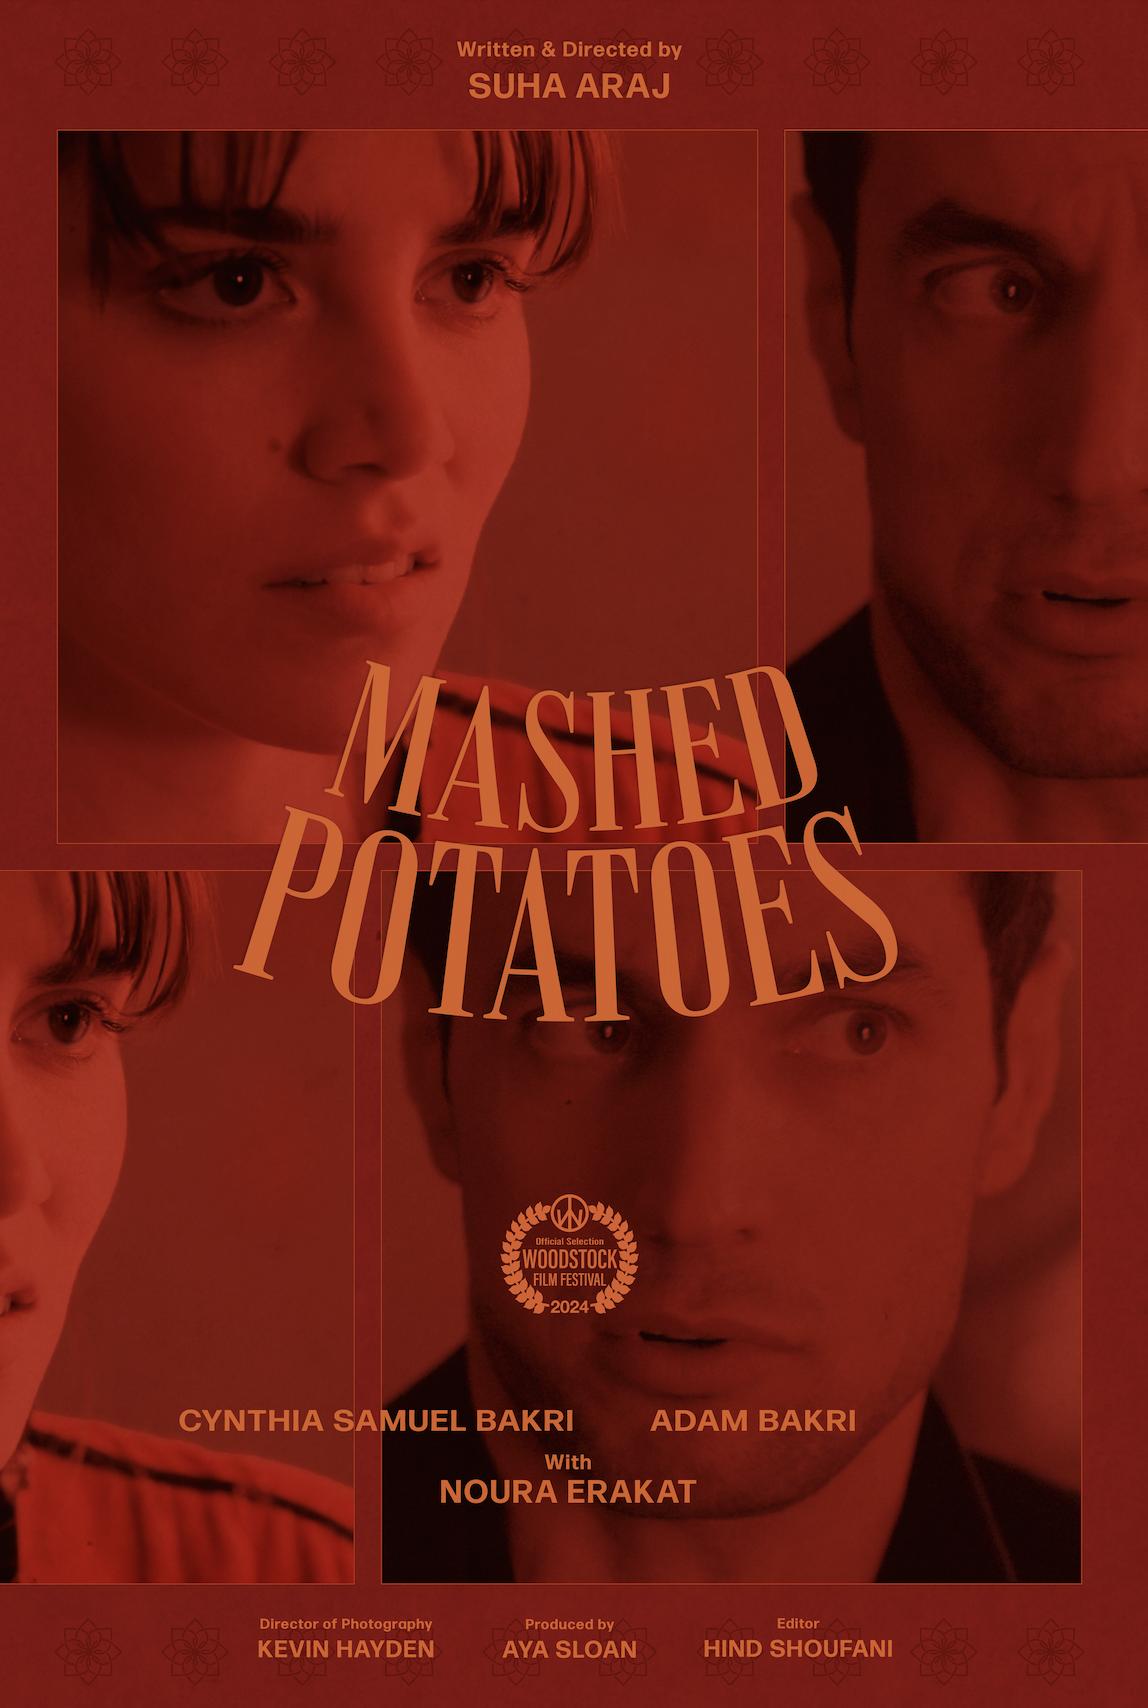 Written & Directed by
SUHA ARAJ
MASHED
POTATOES
Official Selection
WOODSTOCK
FILM FESTIVAL
2024
CYNTHIA SAMUEL BAKRI ADAM BAKRI
With
NOURA ERAKAT
Director of Photography Produced by Editor
KEVIN HAYDEN AYA SLOAN HIND SHOUFANI